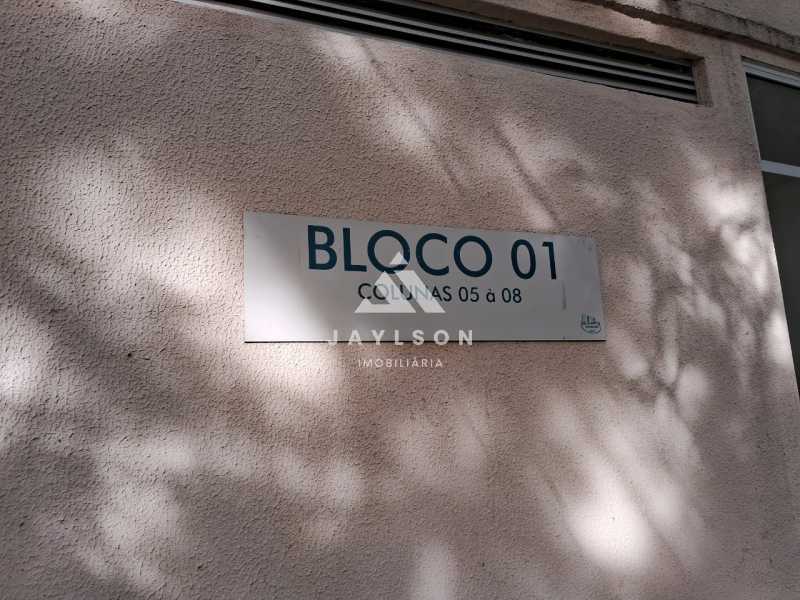 BLOCO 01
COLUNAS 05 à 08
JAYLSON
IMOBILIÁRIA